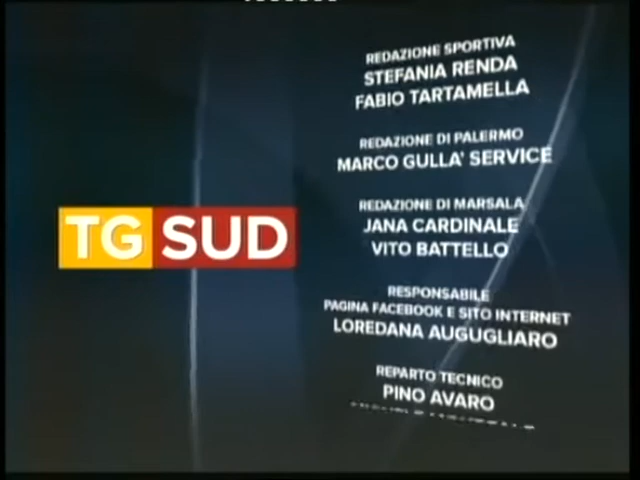 TG SUD
REDAZIONE SPORTIVA
STEFANIA RENDA
FABIO TARTAMELLA
REDAZIONE DI PALERMO
MARCO GULLA' SERVICE
REDAZIONE DI MARSALA
JANA CARDINALE
VITO BATTELLO
RESPONSABILE
PAGINA FACEBOOK E SITO INTERNET
LOREDANA AUGUGLIARO
REPARTO TECNICO
PINO AVARO